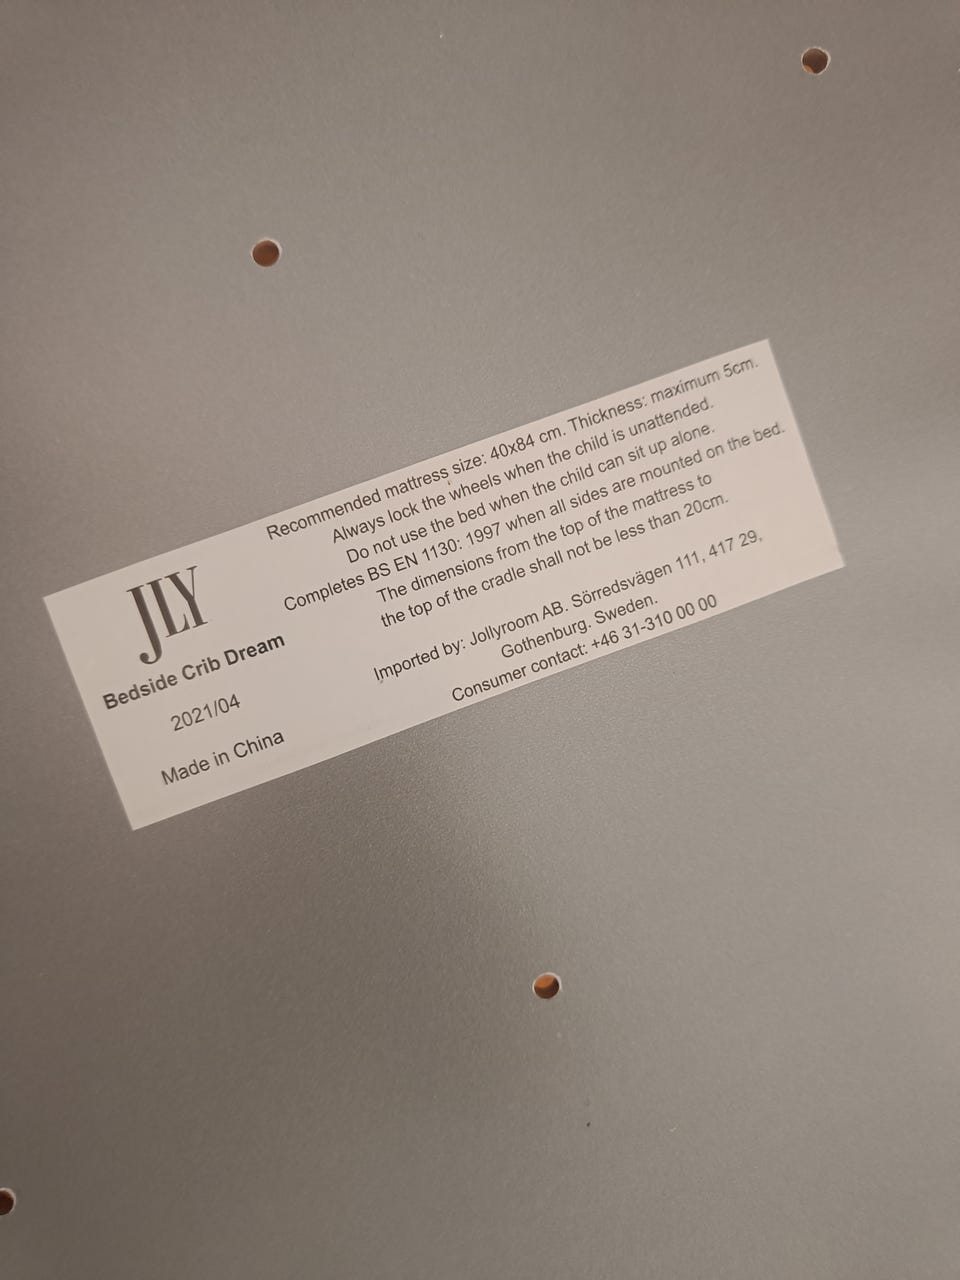 JLY
Bedside Crib Dream
2021/04
Made in China
Recommended mattress size: 40x84 cm. Thickness: maximum 5cm.
Always lock the wheels when the child is unattended.
Do not use the bed when the child can sit up alone.
Completes BS EN 1130: 1997 when all sides are mounted on the bed.
The dimensions from the top of the mattress to
the top of the cradle shall not be less than 20cm.
Imported by: Jollyroom AB. Sörredsvägen 111, 417 29,
Gothenburg. Sweden.
Consumer contact: +46 31-310 00 00